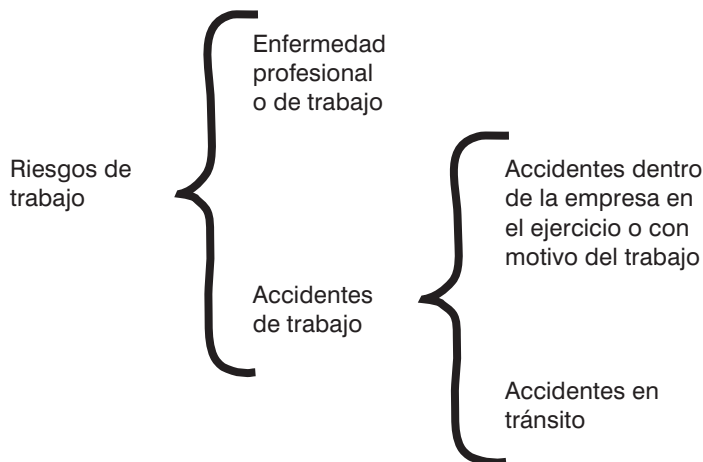 Riesgos de
trabajo
Enfermedad
profesional
o de trabajo
Accidentes
de trabajo
Accidentes dentro
de la empresa en
el ejercicio o con
motivo del trabajo
Accidentes en
tránsito